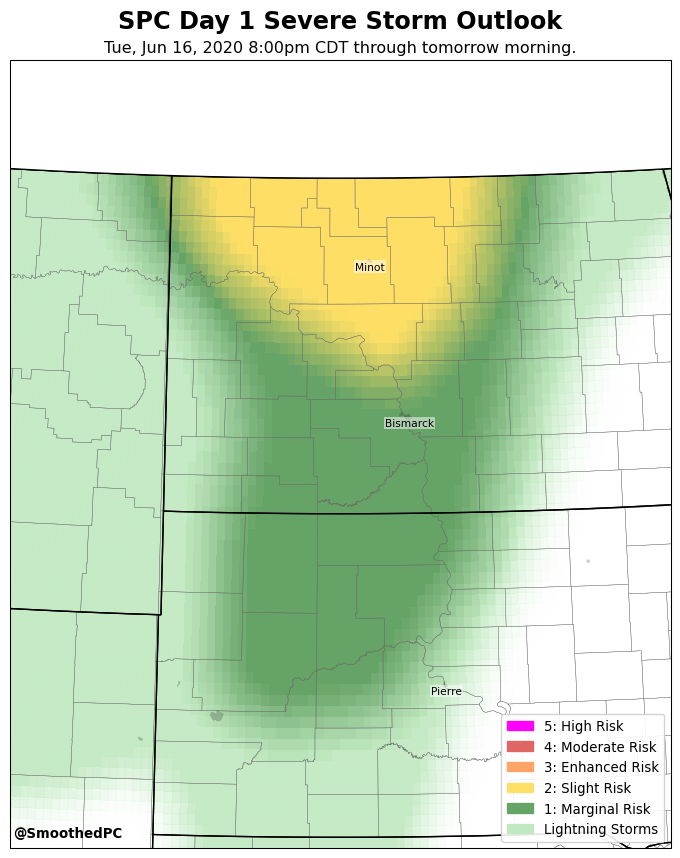 SPC Day 1 Severe Storm Outlook
Tue, Jun 16, 2020 8:00pm CDT through tomorrow morning.
Minot
Bismarck
Pierre
5: High Risk
4: Moderate Risk
3: Enhanced Risk
2: Slight Risk
1: Marginal Risk
Lightning Storms
@SmoothedPC